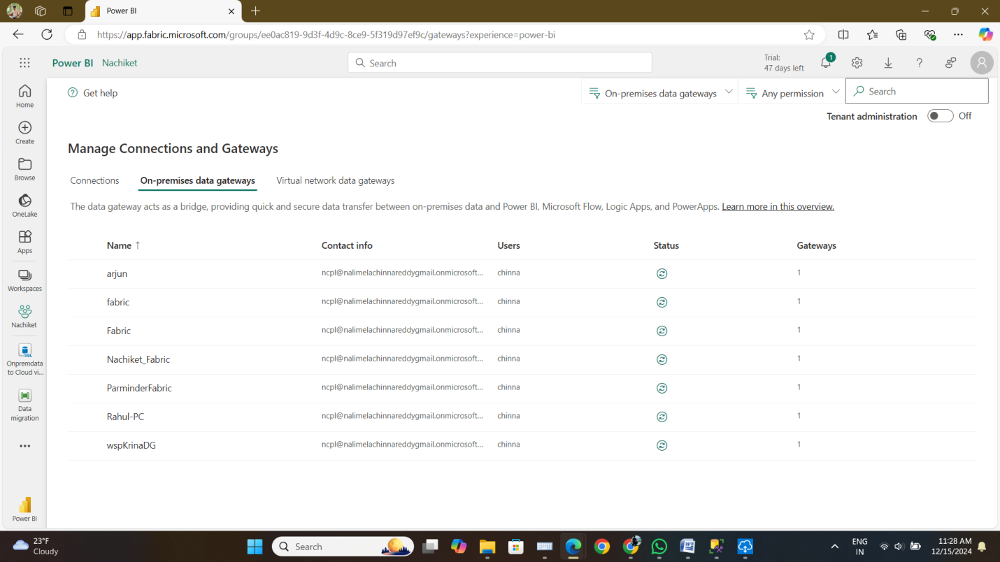 Power BI
https://app.fabric.microsoft.com/groups/ee0ac819-9d3f-4d9c-8ce9-5f319d97ef9c/gateways?experience=power-bi
Power BI Nachiket
Search
Trial:
47 days left
1
Home
Create
Browse
OneLake
Apps
Workspaces
Nachiket
SQL
Onpremdata
to Cloud vi...
Data
migration
Power BI
Get help
On-premises data gateways
Any permission
Search
Tenant administration Off
Manage Connections and Gateways
Connections On-premises data gateways Virtual network data gateways
The data gateway acts as a bridge, providing quick and secure data transfer between on-premises data and Power BI, Microsoft Flow, Logic Apps, and PowerApps. Learn more in this overview.
Name ↑ Contact info Users Status Gateways
arjun ncpl@nalimelachinnareddygmail.onmicrosoft... chinna 1
fabric ncpl@nalimelachinnareddygmail.onmicrosoft... chinna 1
Fabric ncpl@nalimelachinnareddygmail.onmicrosoft... chinna 1
Nachiket_Fabric ncpl@nalimelachinnareddygmail.onmicrosoft... chinna 1
ParminderFabric ncpl@nalimelachinnareddygmail.onmicrosoft... chinna 1
Rahul-PC ncpl@nalimelachinnareddygmail.onmicrosoft... chinna 1
wspKrinaDG ncpl@nalimelachinnareddygmail.onmicrosoft... chinna 1
23°F
Cloudy
Search
ENG
IN
11:28 AM
12/15/2024